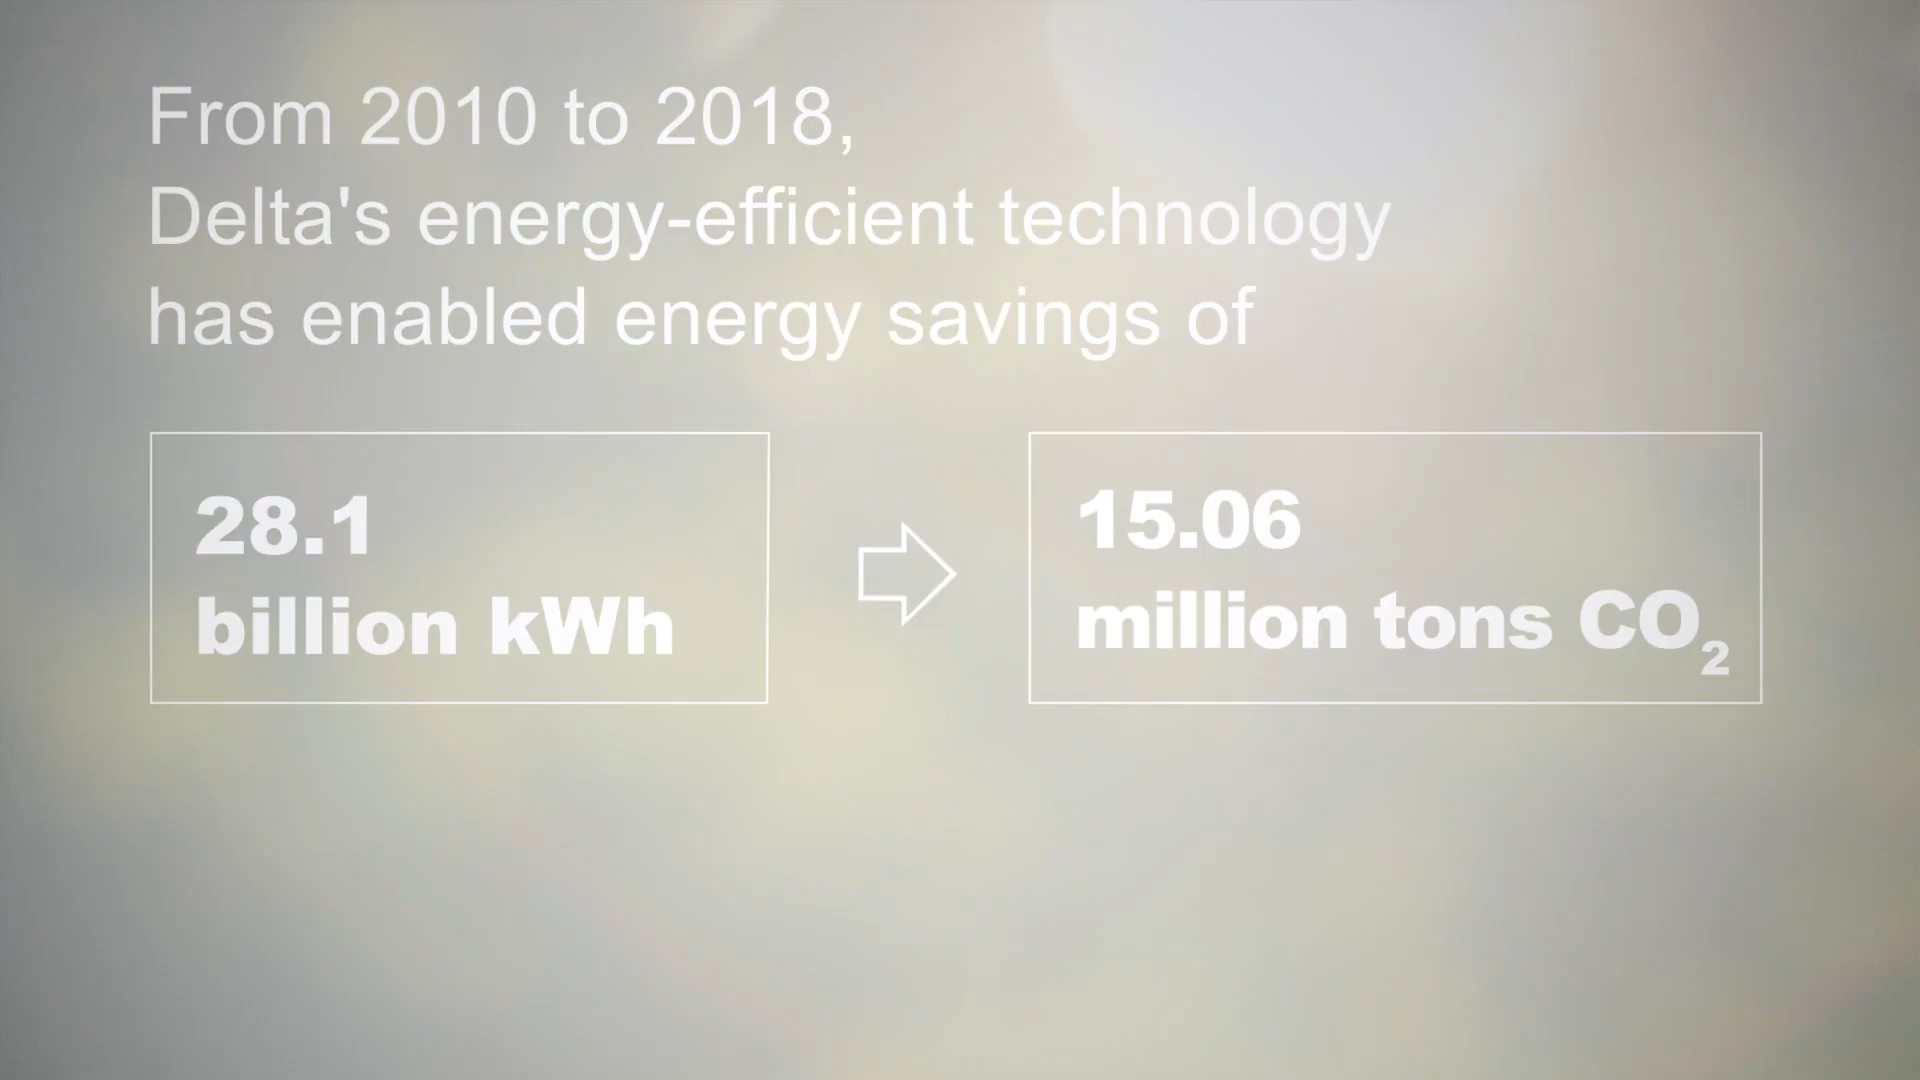 From 2010 to 2018,
Delta's energy-efficient technology
has enabled energy savings of
28.1
billion kWh
15.06
million tons CO₂